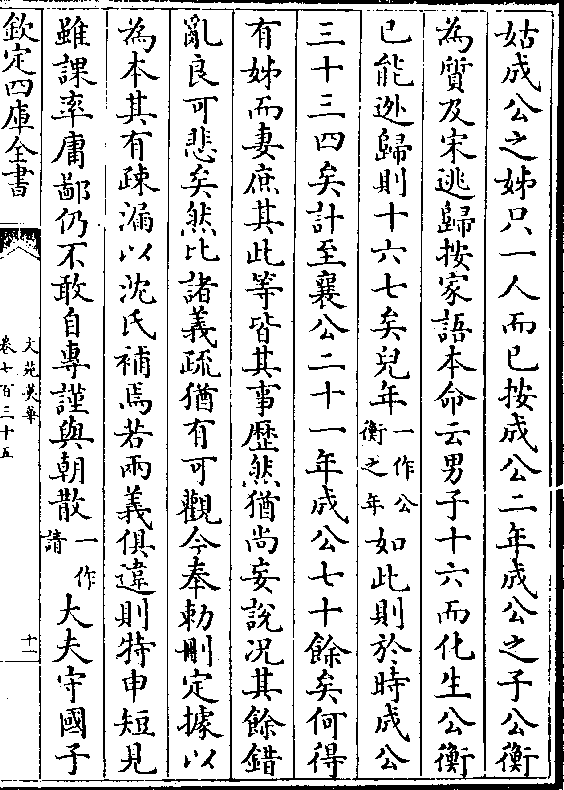 姑成公之姊只一人而已按成公二年成公之子公衡
為質及宋逃歸按家語本命云男子十六而化生公衡
已能逊歸則十六七矣兒年一作公衡之年如此則於時成公
三十三四矣計至襄公二十一年成公七十餘矣何得
有姊而妻庶其此等皆其事歴然猶尚妄說況其餘錯
亂良可悲矣然比諸義疏猶有可觀今奉勅刪定據以
為本其有疎漏以沈氏補焉若兩義俱違則特申短見
雖課率庸鄙仍不敢自專謹與朝散一作請大夫守國子
欽定四庫全書
文苑英華
卷七百三十五
十一